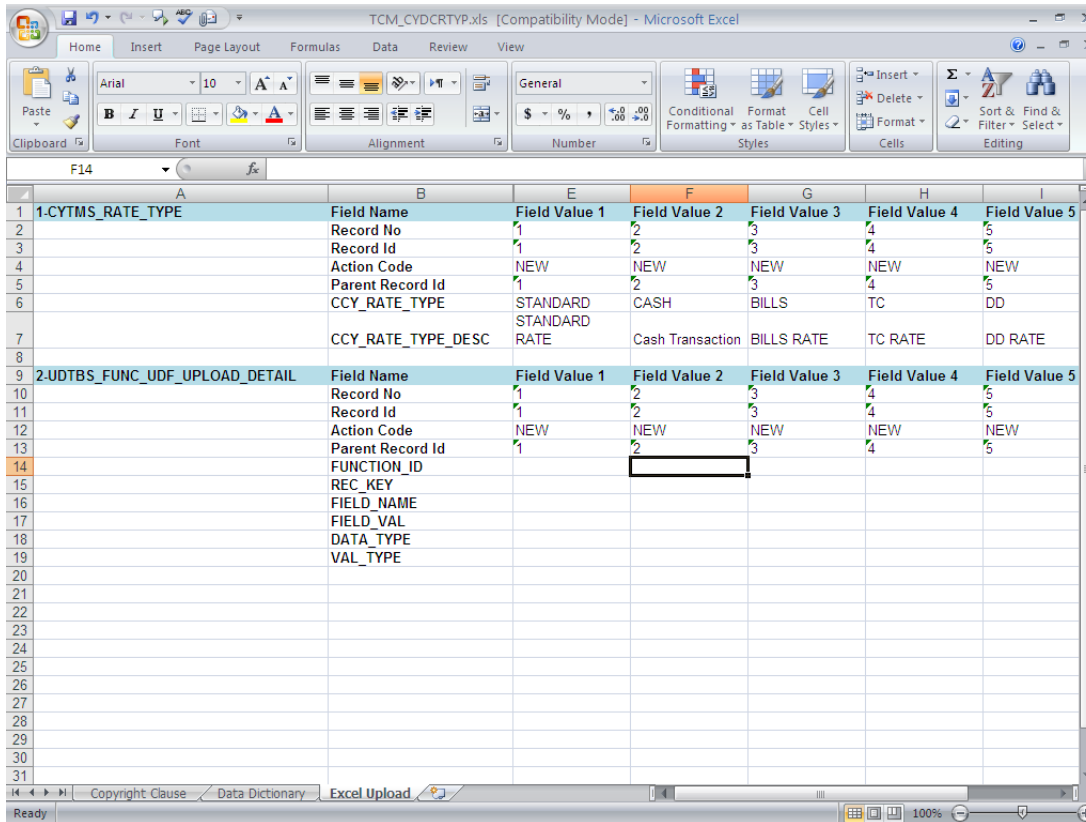 TCM_CYDCRTYP.xls [Compatibility Mode] - Microsoft Excel
Home Insert Page Layout Formulas Data Review View
Paste
Arial 10 A A
B I U A
General
$ % , .0 .00 .00 .0
Conditional Formatting Format as Table Cell Styles
Insert
Delete
Format
Σ
Sort & Filter Find & Select
Clipboard Font Alignment Number Styles Cells Editing
F14 fx
A B E F G H I
1 1-CYTMS_RATE_TYPE Field Name Field Value 1 Field Value 2 Field Value 3 Field Value 4 Field Value 5
2 Record No 1 2 3 4 5
3 Record Id 1 2 3 4 5
4 Action Code NEW NEW NEW NEW NEW
5 Parent Record Id 1 2 3 4 5
6 CCY_RATE_TYPE STANDARD CASH BILLS TC DD
7 CCY_RATE_TYPE_DESC STANDARD RATE Cash Transaction BILLS RATE TC RATE DD RATE
8
9 2-UDTBS_FUNC_UDF_UPLOAD_DETAIL Field Name Field Value 1 Field Value 2 Field Value 3 Field Value 4 Field Value 5
10 Record No 1 2 3 4 5
11 Record Id 1 2 3 4 5
12 Action Code NEW NEW NEW NEW NEW
13 Parent Record Id 1 2 3 4 5
14 FUNCTION_ID
15 REC_KEY
16 FIELD_NAME
17 FIELD_VAL
18 DATA_TYPE
19 VAL_TYPE
20
21
22
23
24
25
26
27
28
29
30
31
Copyright Clause Data Dictionary Excel Upload
Ready 100%